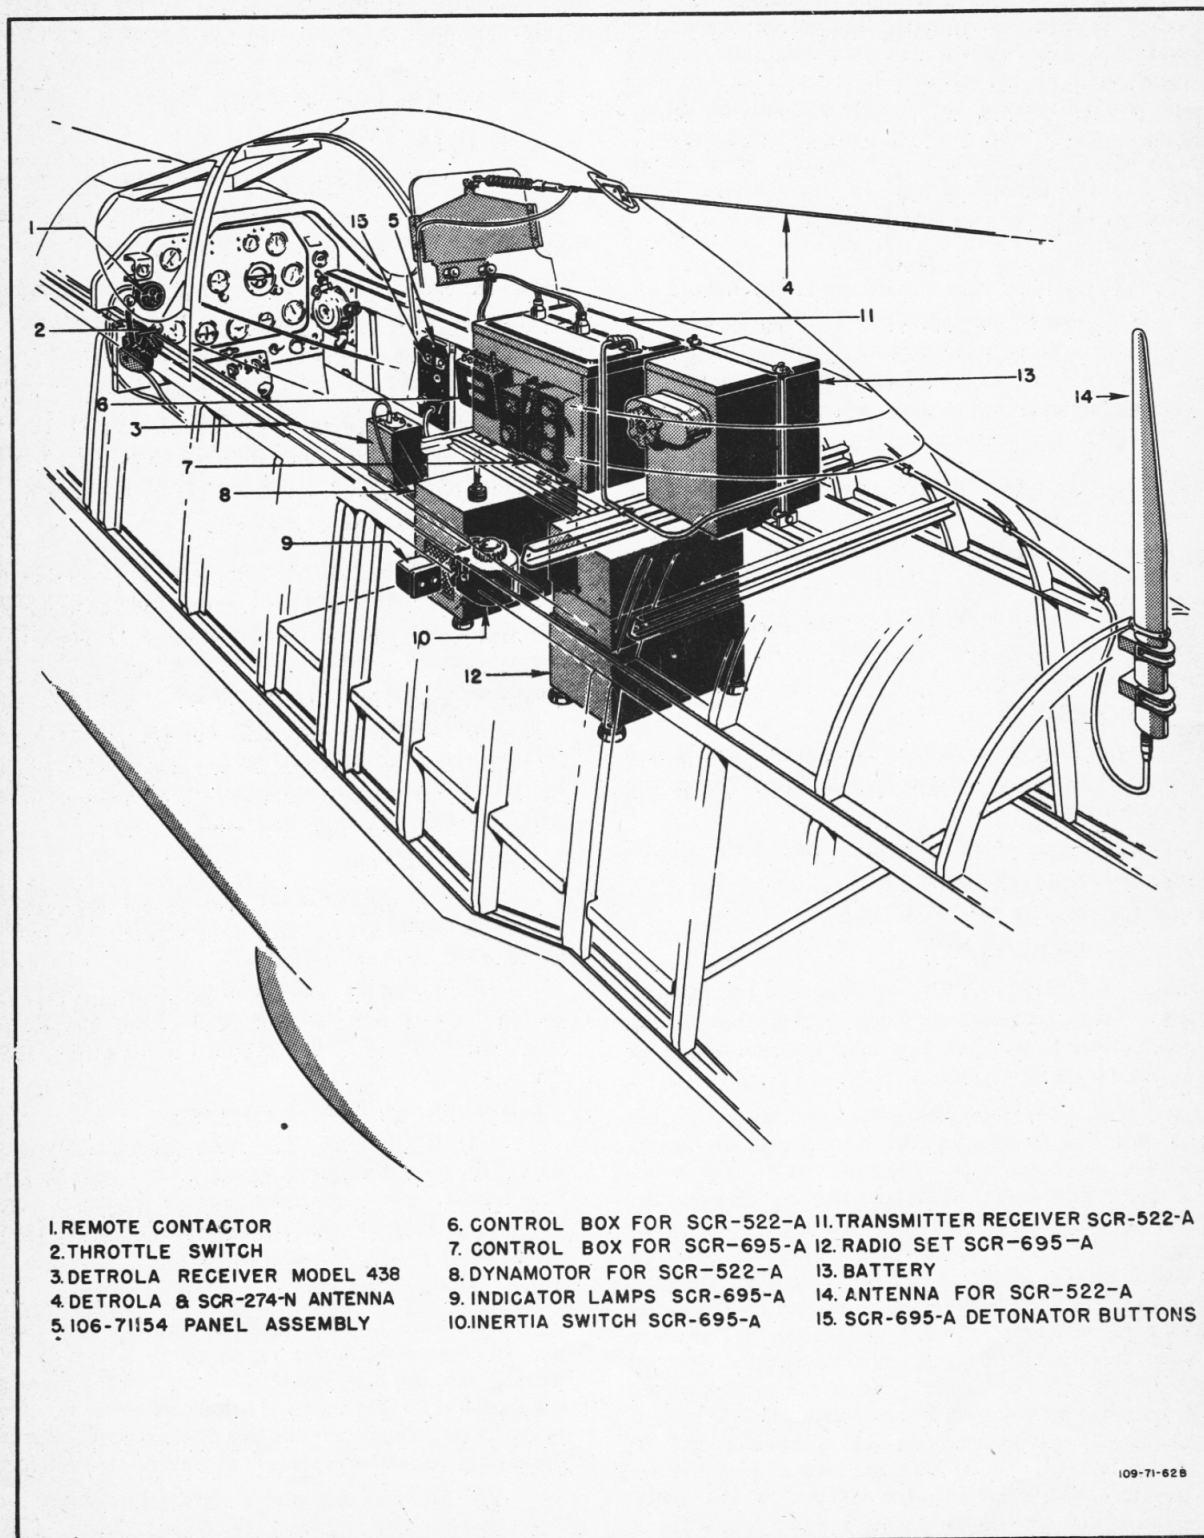 1
15
5
4
2
11
13
14
6
3
7
8
9
10
12
1. REMOTE CONTACTOR
2. THROTTLE SWITCH
3. DETROLA RECEIVER MODEL 438
4. DETROLA & SCR-274-N ANTENNA
5. 106-71154 PANEL ASSEMBLY
6. CONTROL BOX FOR SCR-522-A
7. CONTROL BOX FOR SCR-695-A
8. DYNAMOTOR FOR SCR-522-A
9. INDICATOR LAMPS SCR-695-A
10. INERTIA SWITCH SCR-695-A
11. TRANSMITTER RECEIVER SCR-522-A
12. RADIO SET SCR-695-A
13. BATTERY
14. ANTENNA FOR SCR-522-A
15. SCR-695-A DETONATOR BUTTONS
109-71-62B